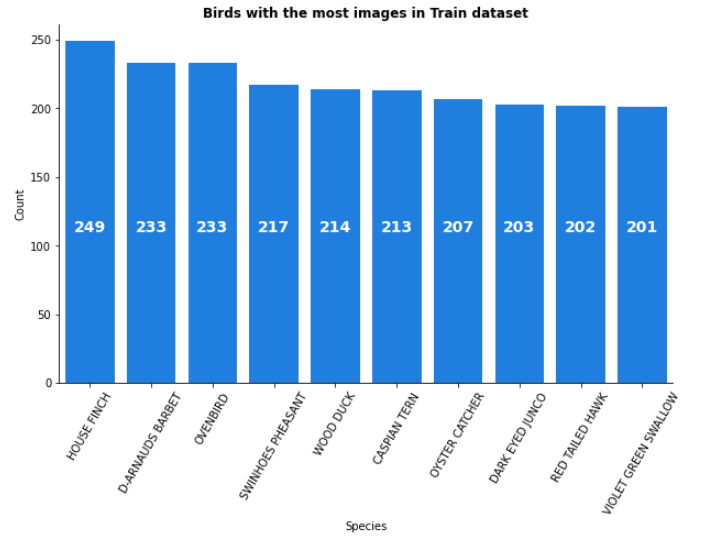 Birds with the most images in Train dataset
250
200
150
100
50
0
Count
249 233 233 217 214 213 207 203 202 201
HOUSE FINCH
D-ARNAUDS BARBET
OVENBIRD
SWINHOES PHEASANT
WOOD DUCK
CASPIAN TERN
OYSTER CATCHER
DARK EYED JUNCO
RED TAILED HAWK
VIOLET GREEN SWALLOW
Species